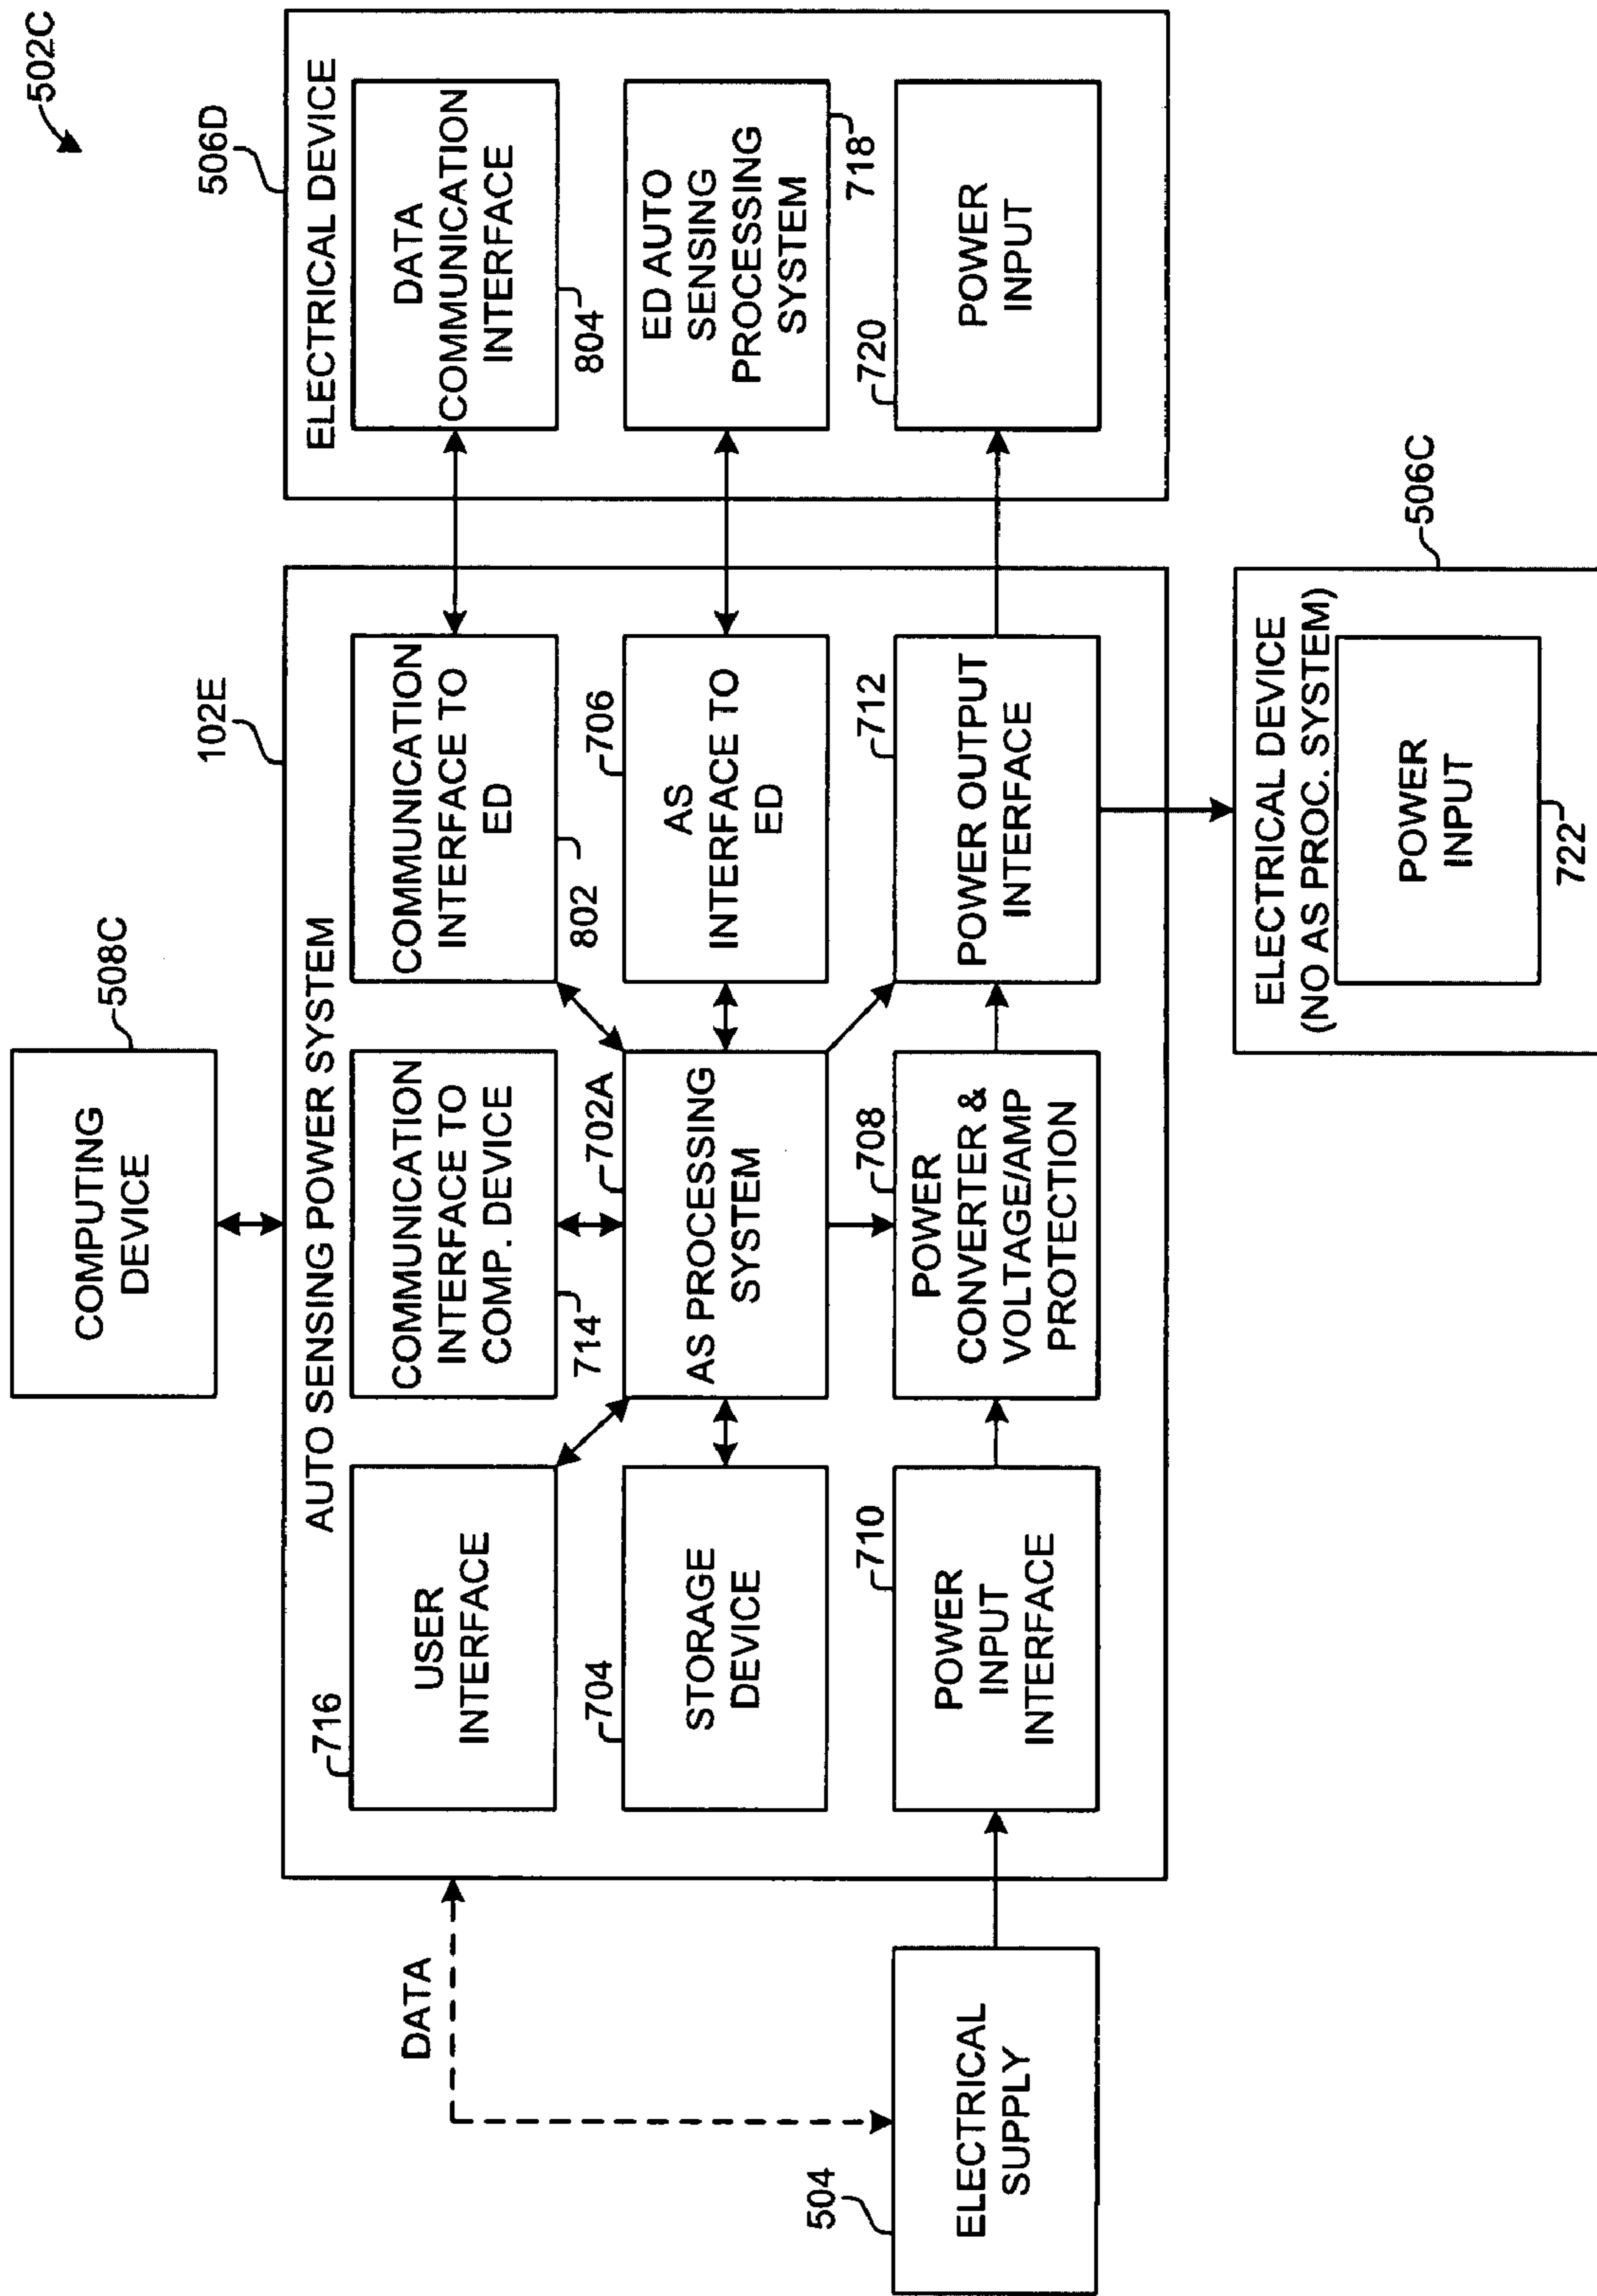 502C
COMPUTING
DEVICE
508C
AUTO SENSING POWER SYSTEM
102E
USER
INTERFACE
716
COMMUNICATION
INTERFACE TO
COMP. DEVICE
714
COMMUNICATION
INTERFACE TO
ED
802
STORAGE
DEVICE
704
AS PROCESSING
SYSTEM
702A
AS
INTERFACE TO
ED
706
POWER
INPUT
INTERFACE
710
POWER
CONVERTER &
VOLTAGE/AMP
PROTECTION
708
POWER OUTPUT
INTERFACE
712
ELECTRICAL DEVICE
506D
DATA
COMMUNICATION
INTERFACE
804
ED AUTO
SENSING
PROCESSING
SYSTEM
718
POWER
INPUT
720
DATA
ELECTRICAL
SUPPLY
504
ELECTRICAL DEVICE
(NO AS PROC. SYSTEM)
506C
POWER
INPUT
722